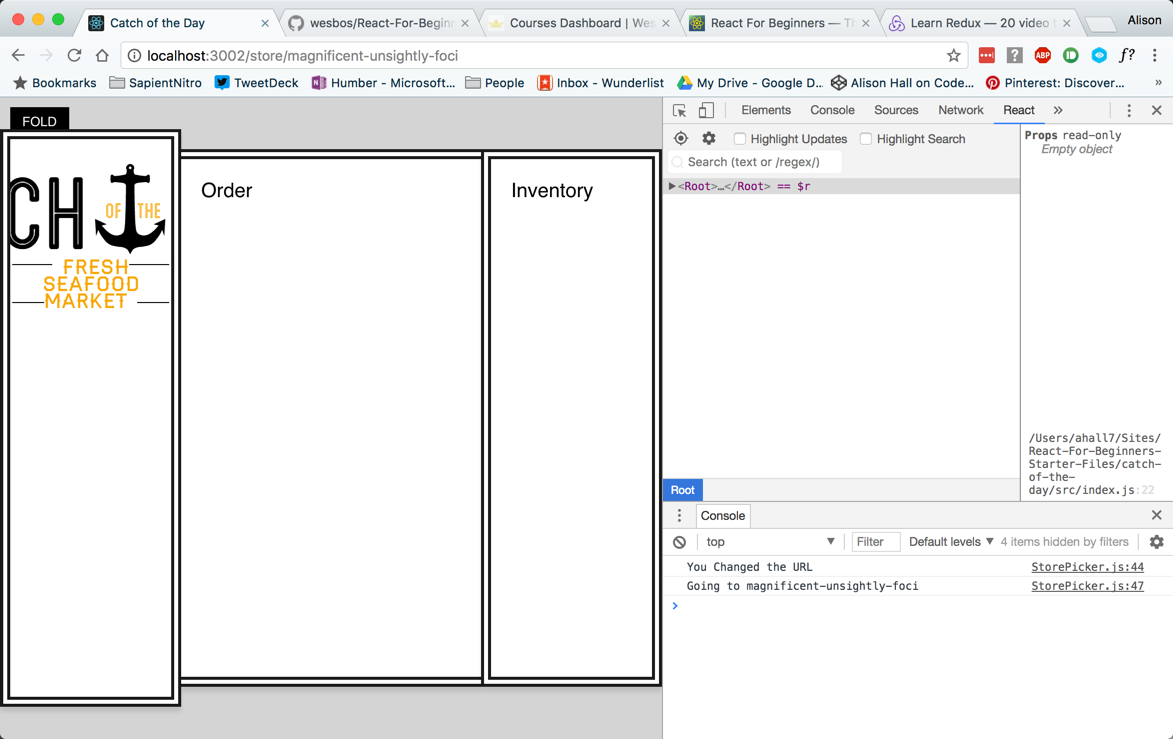 Catch of the Day
wesbos/React-For-Beginn
Courses Dashboard | Wes
React For Beginners — Th
Learn Redux — 20 video t
Alison
localhost:3002/store/magnificent-unsightly-foci
ABP
f?
Bookmarks
SapientNitro
TweetDeck
Humber - Microsoft...
People
Inbox - Wunderlist
My Drive - Google D...
Alison Hall on Code...
Pinterest: Discover...
»
FOLD
CH
OF THE
FRESH
SEAFOOD
MARKET
Order
Inventory
Elements
Console
Sources
Network
React
»
Highlight Updates
Highlight Search
Search (text or /regex/)
<Root>…</Root> == $r
Props read-only
Empty object
/Users/ahall7/Sites/
React-For-Beginners-
Starter-Files/catch-
of-the-
day/src/index.js:22
Root
Console
top
Filter
Default levels
4 items hidden by filters
You Changed the URL
StorePicker.js:44
Going to magnificent-unsightly-foci
StorePicker.js:47